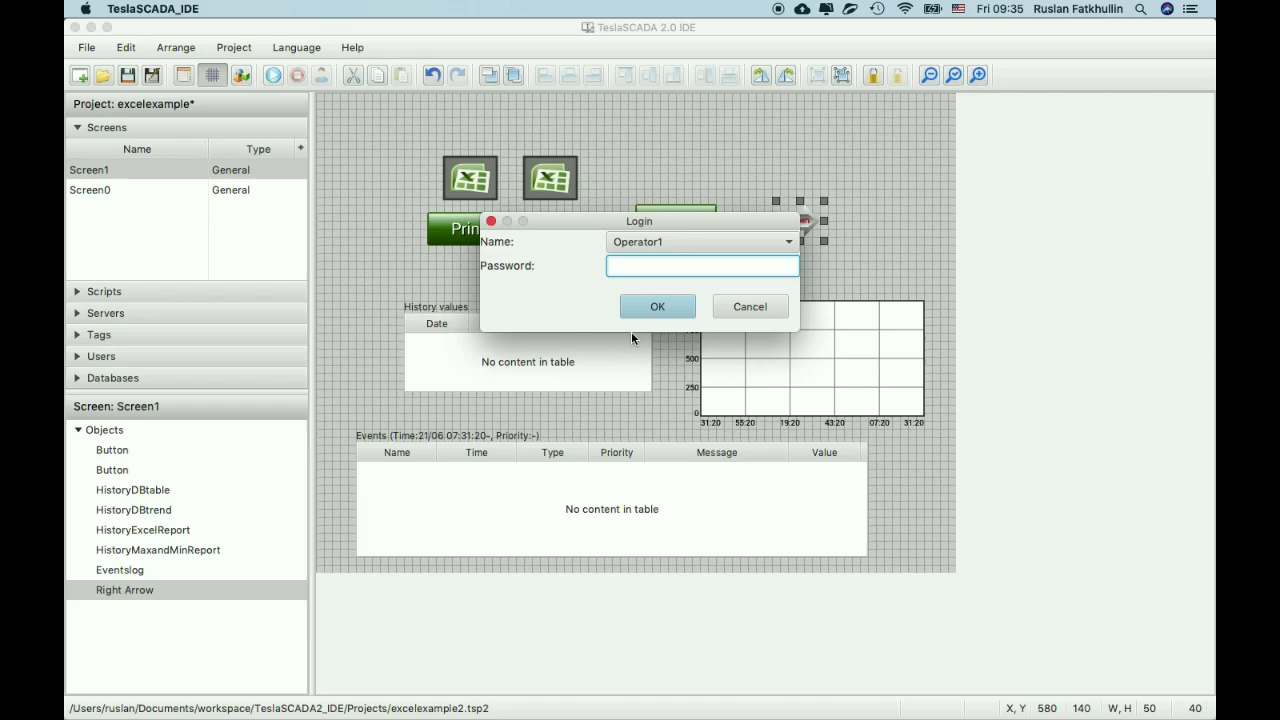 TeslaSCADA_IDE
Fri 09:35 Ruslan Fatkhullin
TeslaSCADA 2.0 IDE
File Edit Arrange Project Language Help
Project: excelexample*
Screens
Name Type +
Screen1 General
Screen0 General
Scripts
Servers
Tags
Users
Databases
Screen: Screen1
Objects
Button
Button
HistoryDBtable
HistoryDBtrend
HistoryExcelReport
HistoryMaxandMinReport
Eventslog
Right Arrow
Prin
Login
Name: Operator1
Password:
OK Cancel
History values
Date
No content in table
500
250
0
31:20 55:20 19:20 43:20 07:20 31:20
Events (Time:21/06 07:31:20-, Priority:-)
Name Time Type Priority Message Value
No content in table
/Users/ruslan/Documents/workspace/TeslaSCADA2_IDE/Projects/excelexample2.tsp2
X, Y 580 140 W, H 50 40